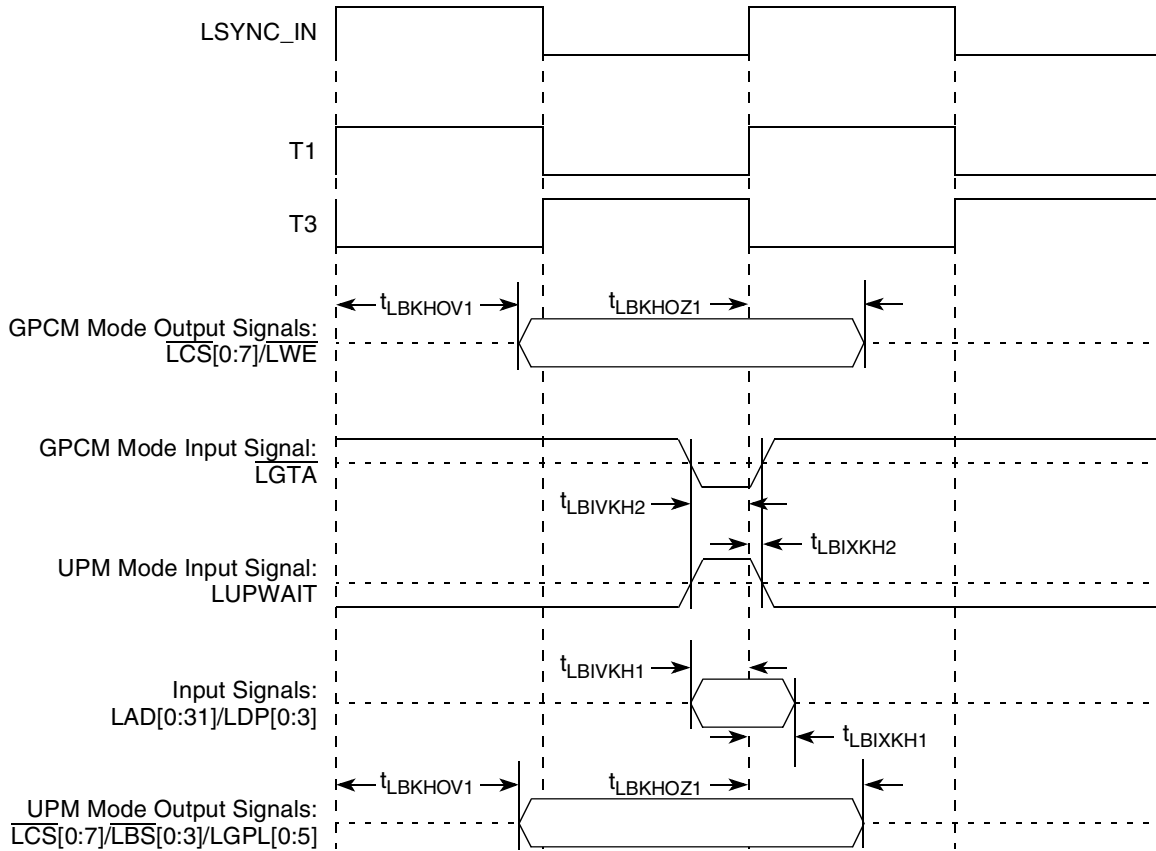 LSYNC_IN
T1
T3
tLBKHOV1
tLBKHOZ1
GPCM Mode Output Signals:
LCS[0:7]/LWE
GPCM Mode Input Signal:
LGTA
tLBIVKH2
tLBIXKH2
UPM Mode Input Signal:
LUPWAIT
tLBIVKH1
Input Signals:
LAD[0:31]/LDP[0:3]
tLBIXKH1
tLBKHOV1
tLBKHOZ1
UPM Mode Output Signals:
LCS[0:7]/LBS[0:3]/LGPL[0:5]